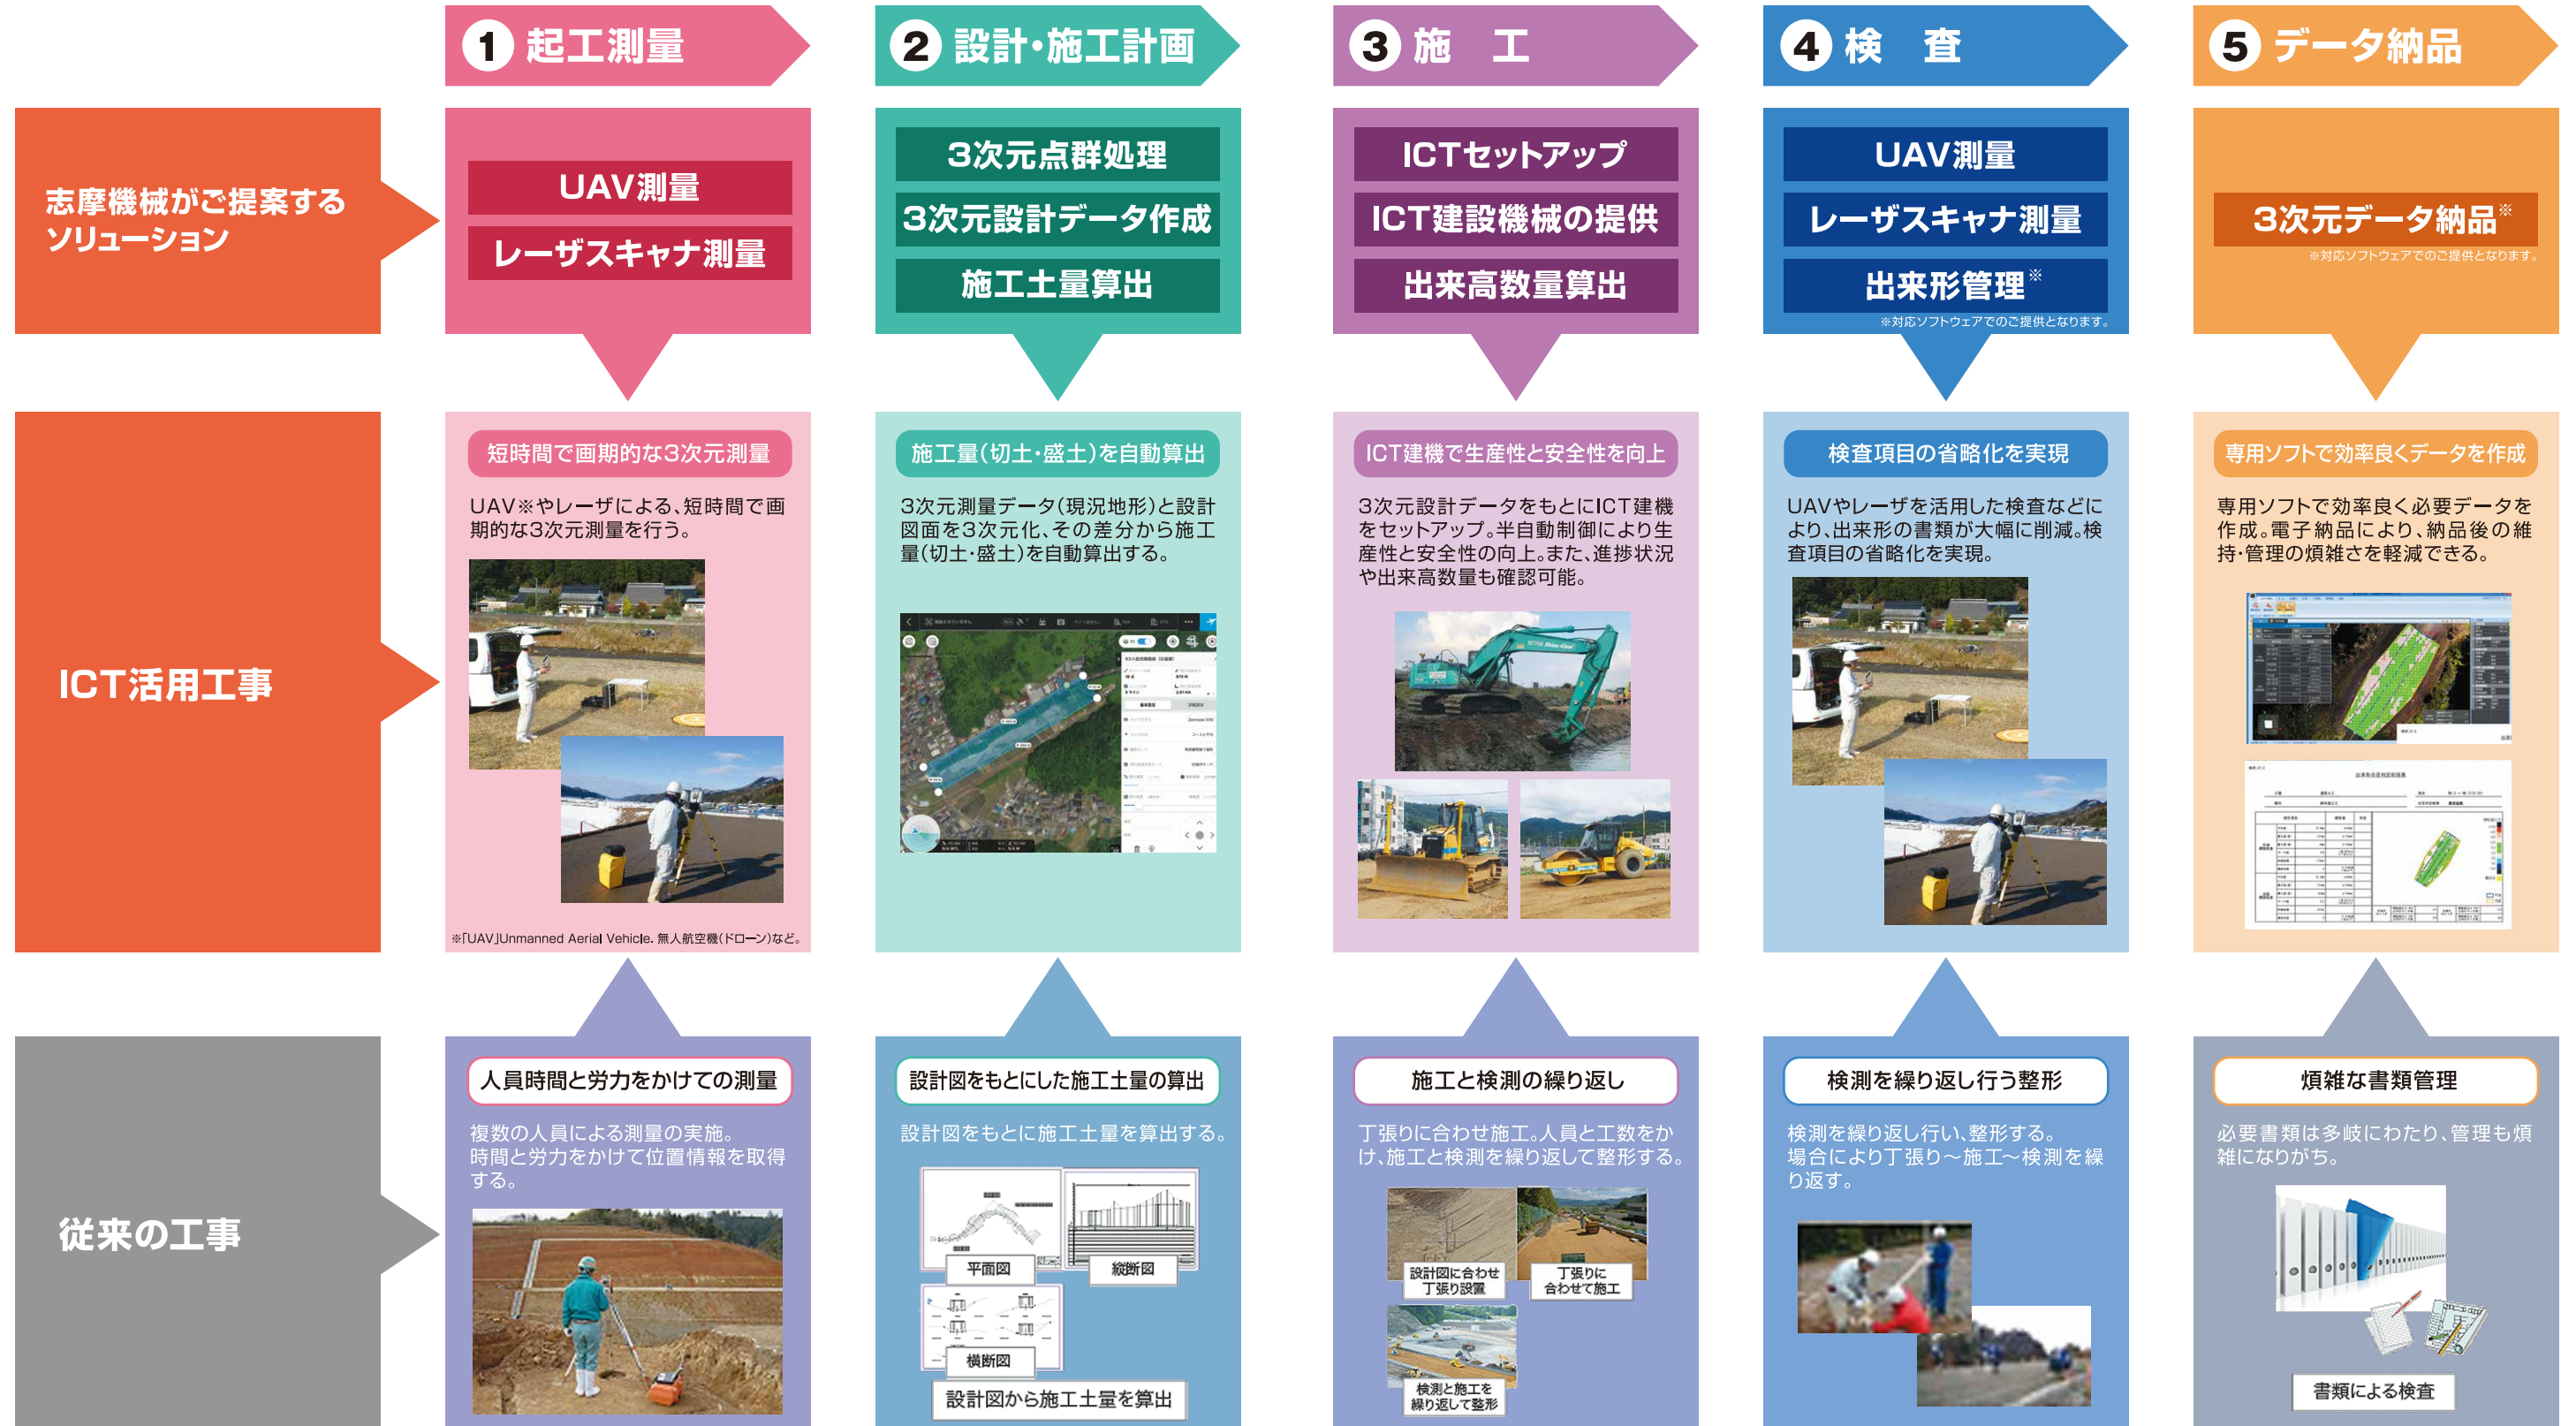 1 起工測量
2 設計・施工計画
3 施 工
4 検 査
5 データ納品
志摩機械がご提案する
ソリューション
UAV測量
レーザスキャナ測量
3次元点群処理
3次元設計データ作成
施工土量算出
ICTセットアップ
ICT建設機械の提供
出来高数量算出
UAV測量
レーザスキャナ測量
出来形管理※
※対応ソフトウェアでのご提供となります。
3次元データ納品※
※対応ソフトウェアでのご提供となります。
ICT活用工事
短時間で画期的な3次元測量
UAV※やレーザによる、短時間で画
期的な3次元測量を行う。
※「UAV」Unmanned Aerial Vehicle. 無人航空機(ドローン)など。
施工量(切土・盛土)を自動算出
3次元測量データ(現況地形)と設計
図面を3次元化、その差分から施工
量(切土・盛土)を自動算出する。
ICT建機で生産性と安全性を向上
3次元設計データをもとにICT建機
をセットアップ。半自動制御により生
産性と安全性の向上。また、進捗状況
や出来高数量も確認可能。
検査項目の省略化を実現
UAVやレーザを活用した検査などに
より、出来形の書類が大幅に削減。検
査項目の省略化を実現。
専用ソフトで効率良くデータを作成
専用ソフトで効率良く必要データを
作成。電子納品により、納品後の維
持・管理の煩雑さを軽減できる。
従来の工事
人員時間と労力をかけての測量
複数の人員による測量の実施。
時間と労力をかけて位置情報を取得
する。
設計図をもとにした施工土量の算出
設計図をもとに施工土量を算出する。
平面図
縦断図
横断図
設計図から施工土量を算出
施工と検測の繰り返し
丁張りに合わせ施工。人員と工数をか
け、施工と検測を繰り返して整形する。
設計図に合わせ
丁張り設置
丁張りに
合わせて施工
検測と施工を
繰り返して整形
検測を繰り返し行う整形
検測を繰り返し行い、整形する。
場合により丁張り～施工～検測を繰
り返す。
煩雑な書類管理
必要書類は多岐にわたり、管理も煩
雑になりがち。
書類による検査